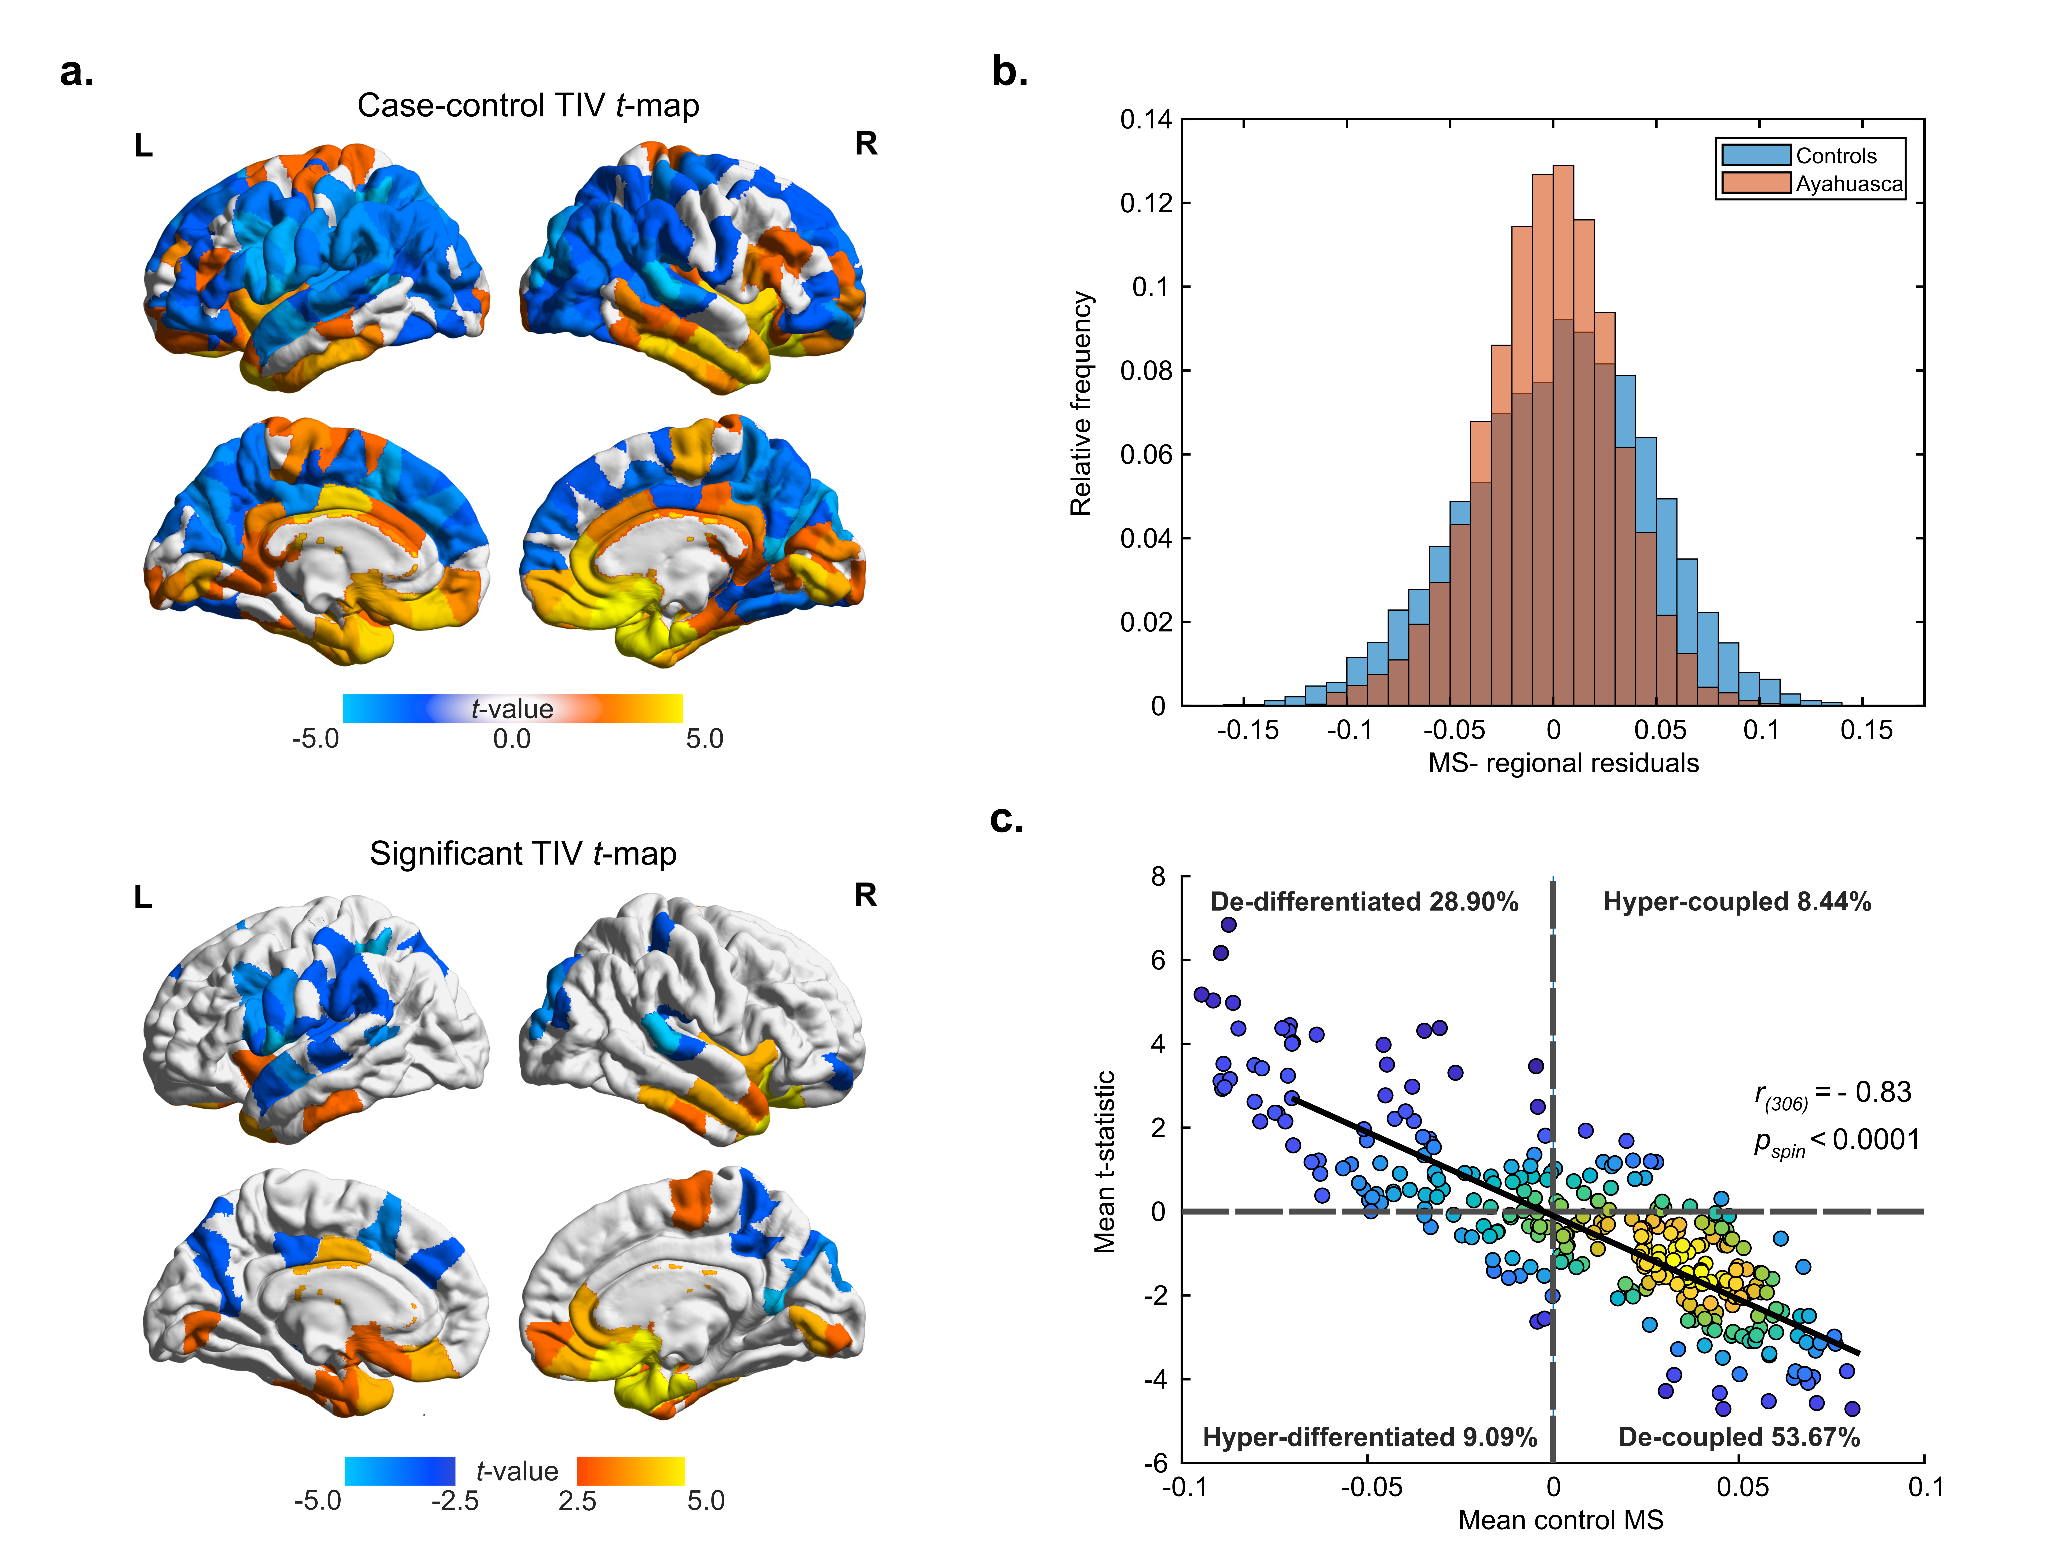 a.
Case-control TIV t-map
L
R
t-value
-5.0
0.0
5.0
Significant TIV t-map
L
R
t-value
-5.0
-2.5
2.5
5.0
b.
0.14
0.12
0.1
0.08
0.06
0.04
0.02
0
Relative frequency
Controls
Ayahuasca
-0.15
-0.1
-0.05
0
0.05
0.1
0.15
MS- regional residuals
c.
8
6
4
2
0
-2
-4
-6
Mean t-statistic
De-differentiated 28.90%
Hyper-coupled 8.44%
r(306) = - 0.83
pspin < 0.0001
Hyper-differentiated 9.09%
De-coupled 53.67%
-0.1
-0.05
0
0.05
0.1
Mean control MS